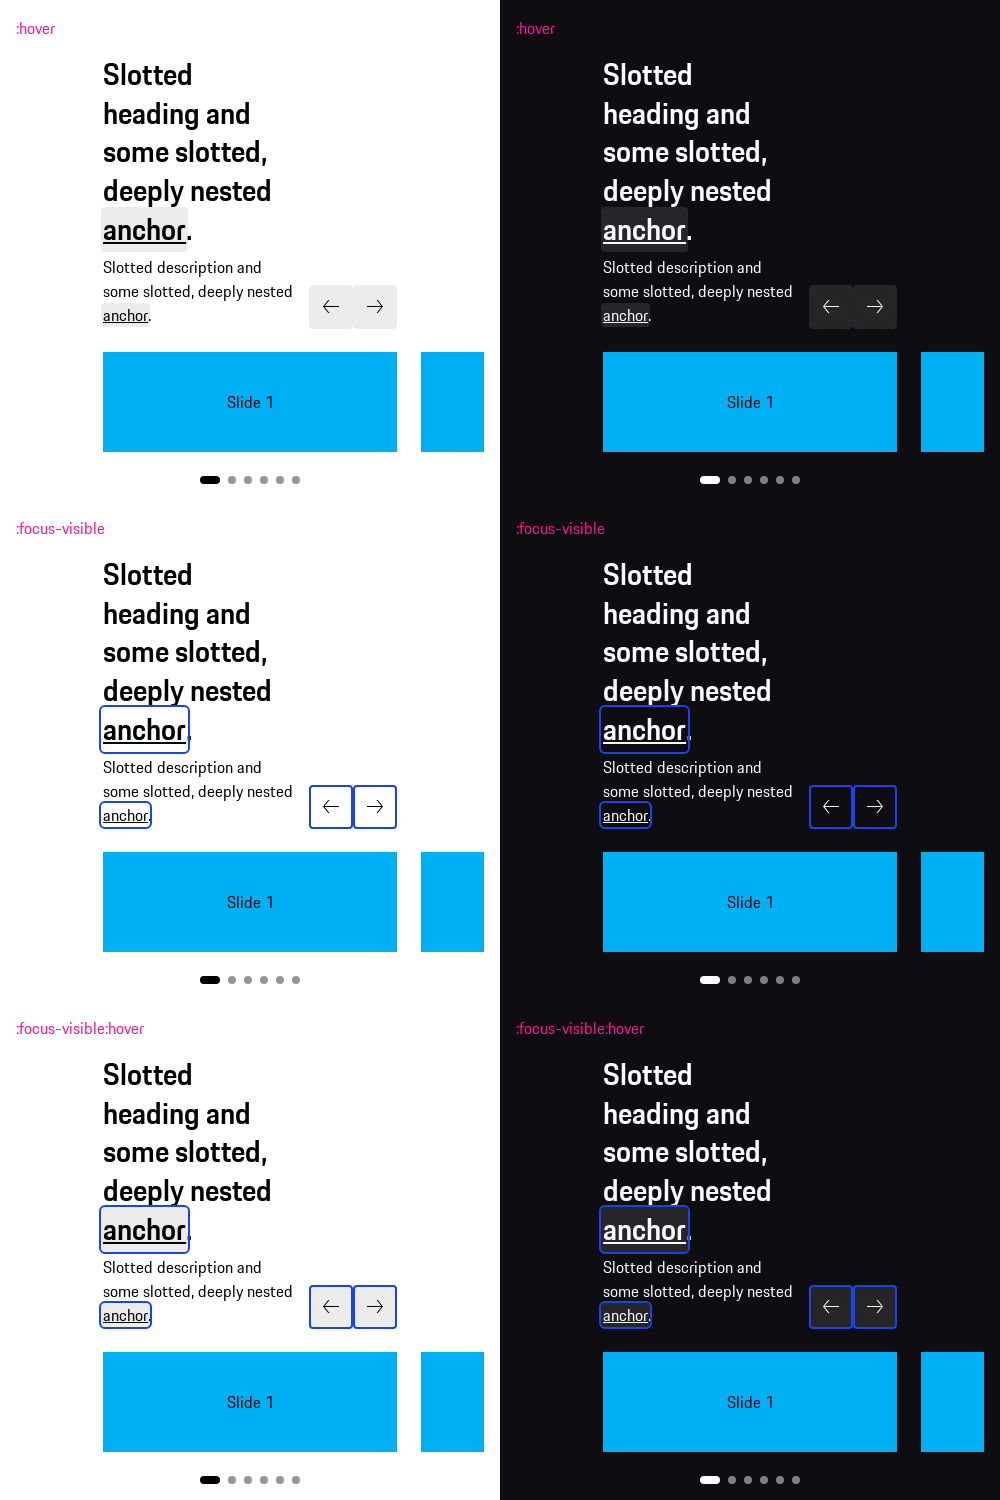 :hover
Slotted
heading and
some slotted,
deeply nested
anchor.
Slotted description and
some slotted, deeply nested
anchor.
Slide 1
:hover
Slotted
heading and
some slotted,
deeply nested
anchor.
Slotted description and
some slotted, deeply nested
anchor.
Slide 1
:focus-visible
Slotted
heading and
some slotted,
deeply nested
anchor.
Slotted description and
some slotted, deeply nested
anchor.
Slide 1
:focus-visible
Slotted
heading and
some slotted,
deeply nested
anchor.
Slotted description and
some slotted, deeply nested
anchor.
Slide 1
:focus-visible:hover
Slotted
heading and
some slotted,
deeply nested
anchor.
Slotted description and
some slotted, deeply nested
anchor.
Slide 1
:focus-visible:hover
Slotted
heading and
some slotted,
deeply nested
anchor.
Slotted description and
some slotted, deeply nested
anchor.
Slide 1